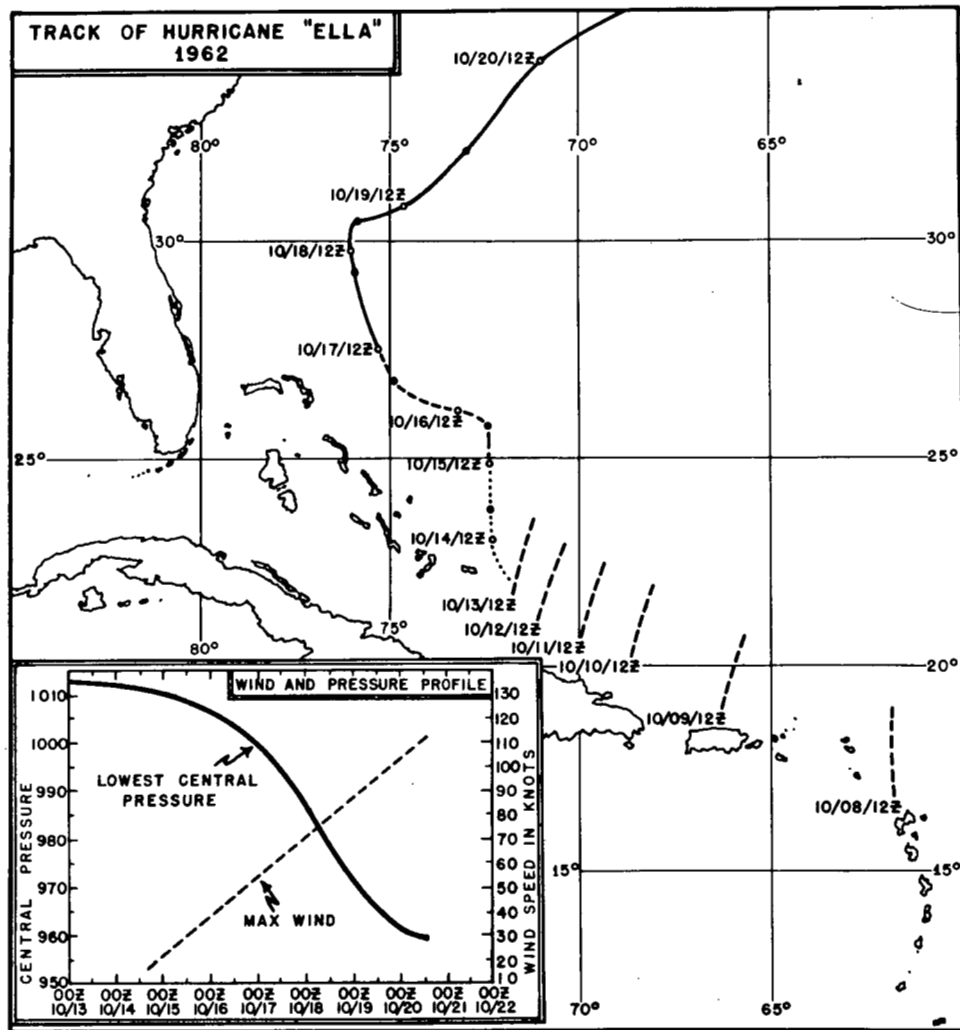 TRACK OF HURRICANE "ELLA"
1962
10/20/12Z
80°
75°
70°
65°
10/19/12Z
30°
30°
10/18/12Z
10/17/12Z
10/16/12Z
25°
10/15/12Z
25°
10/14/12Z
10/13/12Z
10/12/12Z
75°
10/11/12Z
80°
10/10/12Z
20°
10/09/12Z
10/08/12Z
15°
15°
70°
65°
WIND AND PRESSURE PROFILE
CENTRAL PRESSURE
1010
1000
990
980
970
960
950
LOWEST CENTRAL
PRESSURE
MAX WIND
130
120
110
100
90
80
70
60
50
40
30
20
10
WIND SPEED IN KNOTS
00Z 00Z 00Z 00Z 00Z 00Z 00Z 00Z 00Z 00Z
10/13 10/14 10/15 10/16 10/17 10/18 10/19 10/20 10/21 10/22